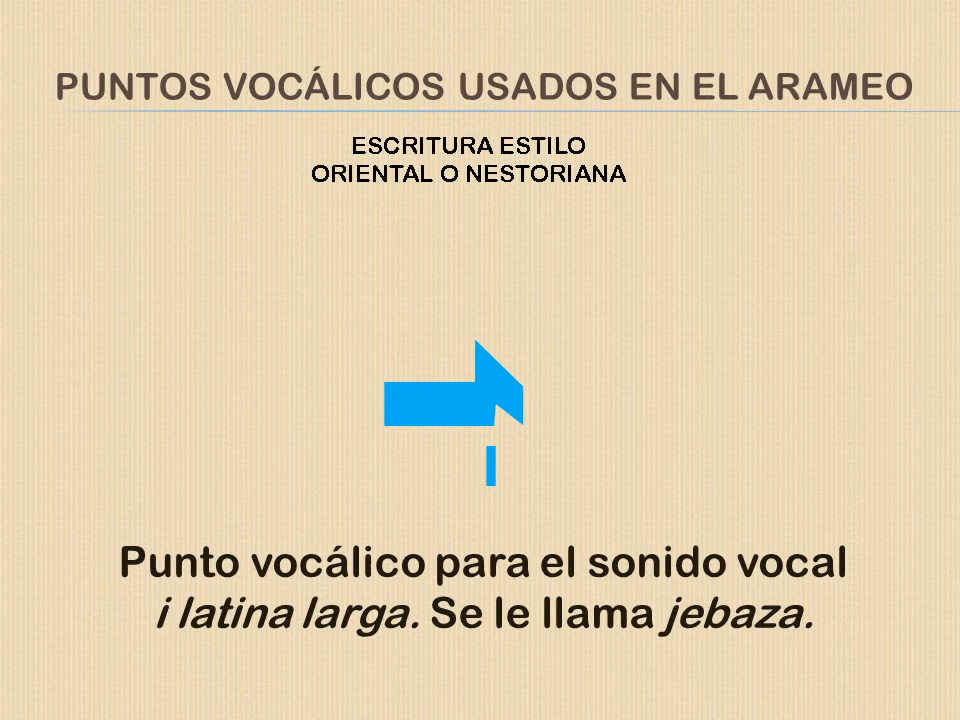 PUNTOS VOCÁLICOS USADOS EN EL ARAMEO
ESCRITURA ESTILO
ORIENTAL O NESTORIANA
ܝܼ
Punto vocálico para el sonido vocal
i latina larga. Se le llama jebaza.